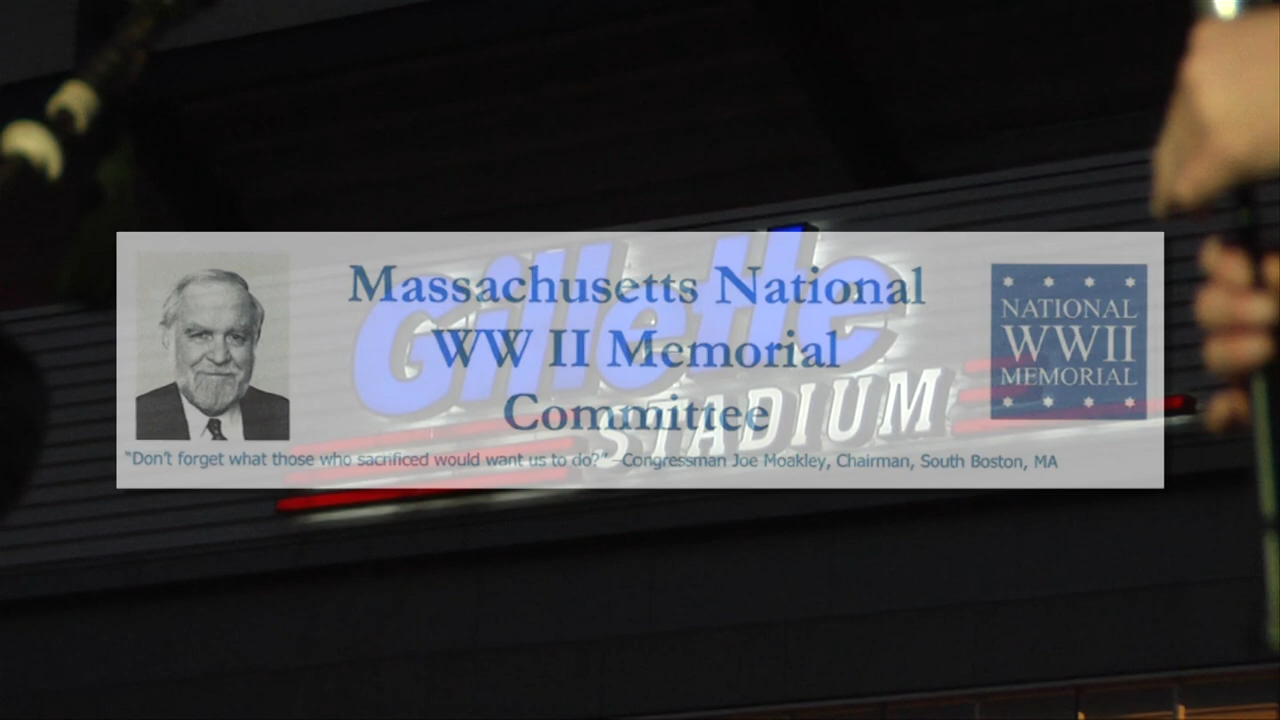 Gillette
STADIUM
Massachusetts National
WW II Memorial
Committee
NATIONAL
WWII
MEMORIAL
"Don't forget what those who sacrificed would want us to do?" -Congressman Joe Moakley, Chairman, South Boston, MA